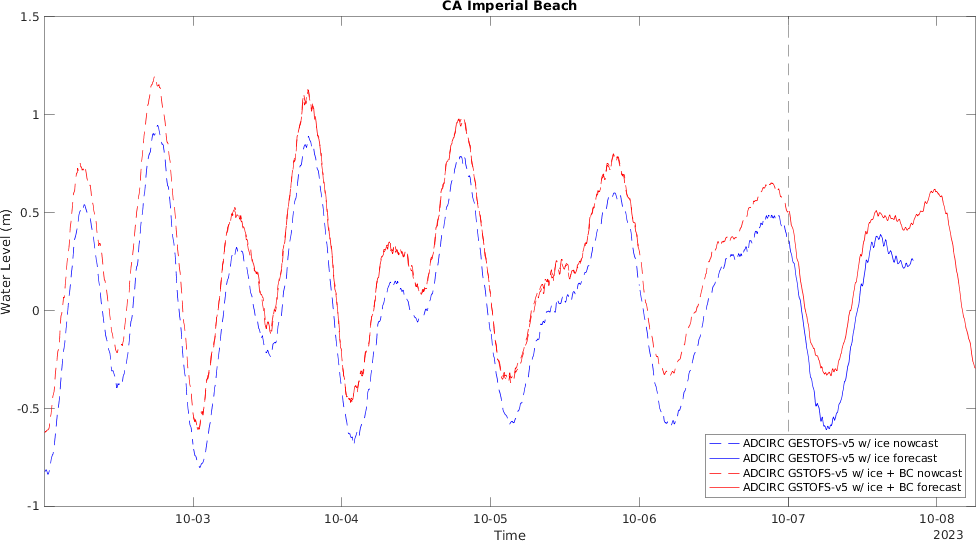 CA Imperial Beach
1.5
1
0.5
0
-0.5
-1
Water Level (m)
10-03
10-04
10-05
10-06
10-07
10-08
Time
2023
ADCIRC GESTOFS-v5 w/ ice nowcast
ADCIRC GESTOFS-v5 w/ ice forecast
ADCIRC GSTOFS-v5 w/ ice + BC nowcast
ADCIRC GSTOFS-v5 w/ ice + BC forecast